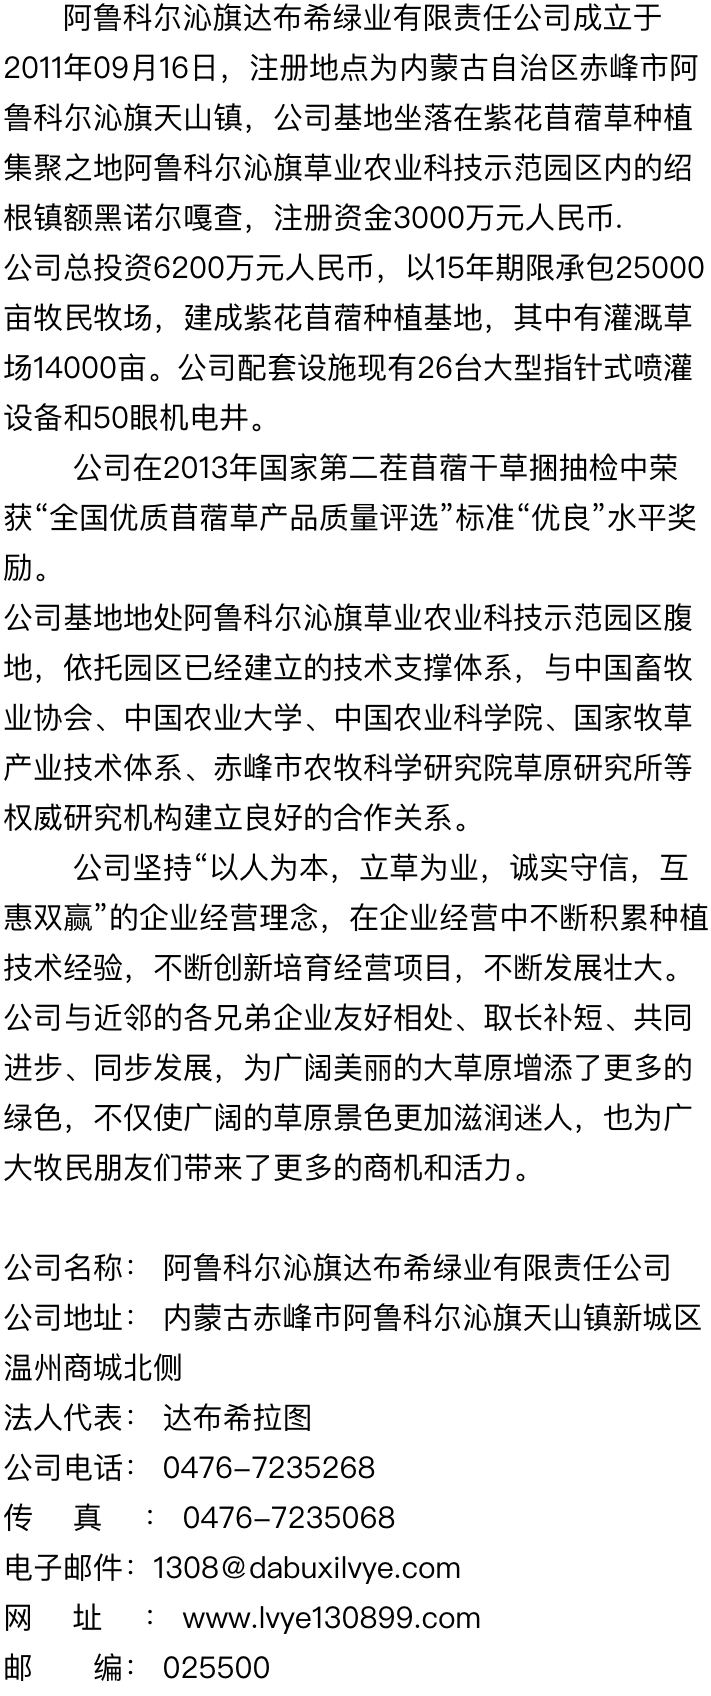 阿鲁科尔沁旗达布希绿业有限责任公司成立于
2011年09月16日，注册地点为内蒙古自治区赤峰市阿
鲁科尔沁旗天山镇，公司基地坐落在紫花苜蓿草种植
集聚之地阿鲁科尔沁旗草业农业科技示范园区内的绍
根镇额黑诺尔嘎查，注册资金3000万元人民币.
公司总投资6200万元人民币，以15年期限承包25000
亩牧民牧场，建成紫花苜蓿种植基地，其中有灌溉草
场14000亩。公司配套设施现有26台大型指针式喷灌
设备和50眼机电井。
公司在2013年国家第二茬苜蓿干草捆抽检中荣
获“全国优质苜蓿草产品质量评选”标准“优良”水平奖
励。
公司基地地处阿鲁科尔沁旗草业农业科技示范园区腹
地，依托园区已经建立的技术支撑体系，与中国畜牧
业协会、中国农业大学、中国农业科学院、国家牧草
产业技术体系、赤峰市农牧科学研究院草原研究所等
权威研究机构建立良好的合作关系。
公司坚持“以人为本，立草为业，诚实守信，互
惠双赢”的企业经营理念，在企业经营中不断积累种植
技术经验，不断创新培育经营项目，不断发展壮大。
公司与近邻的各兄弟企业友好相处、取长补短、共同
进步、同步发展，为广阔美丽的大草原增添了更多的
绿色，不仅使广阔的草原景色更加滋润迷人，也为广
大牧民朋友们带来了更多的商机和活力。
公司名称： 阿鲁科尔沁旗达布希绿业有限责任公司
公司地址： 内蒙古赤峰市阿鲁科尔沁旗天山镇新城区
温州商城北侧
法人代表： 达布希拉图
公司电话： 0476-7235268
传 真 ： 0476-7235068
电子邮件：1308@dabuxilvye.com
网 址 ： www.lvye130899.com
邮 编： 025500